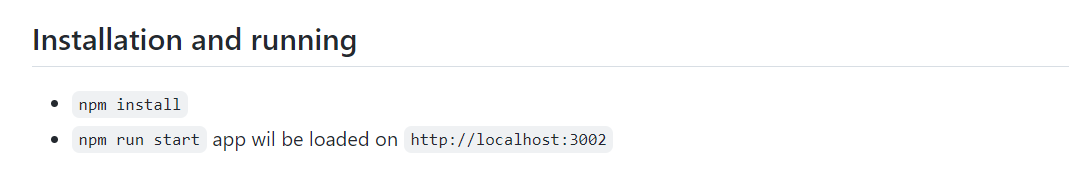 Installation and running
npm install
npm run start app wil be loaded on http://localhost:3002